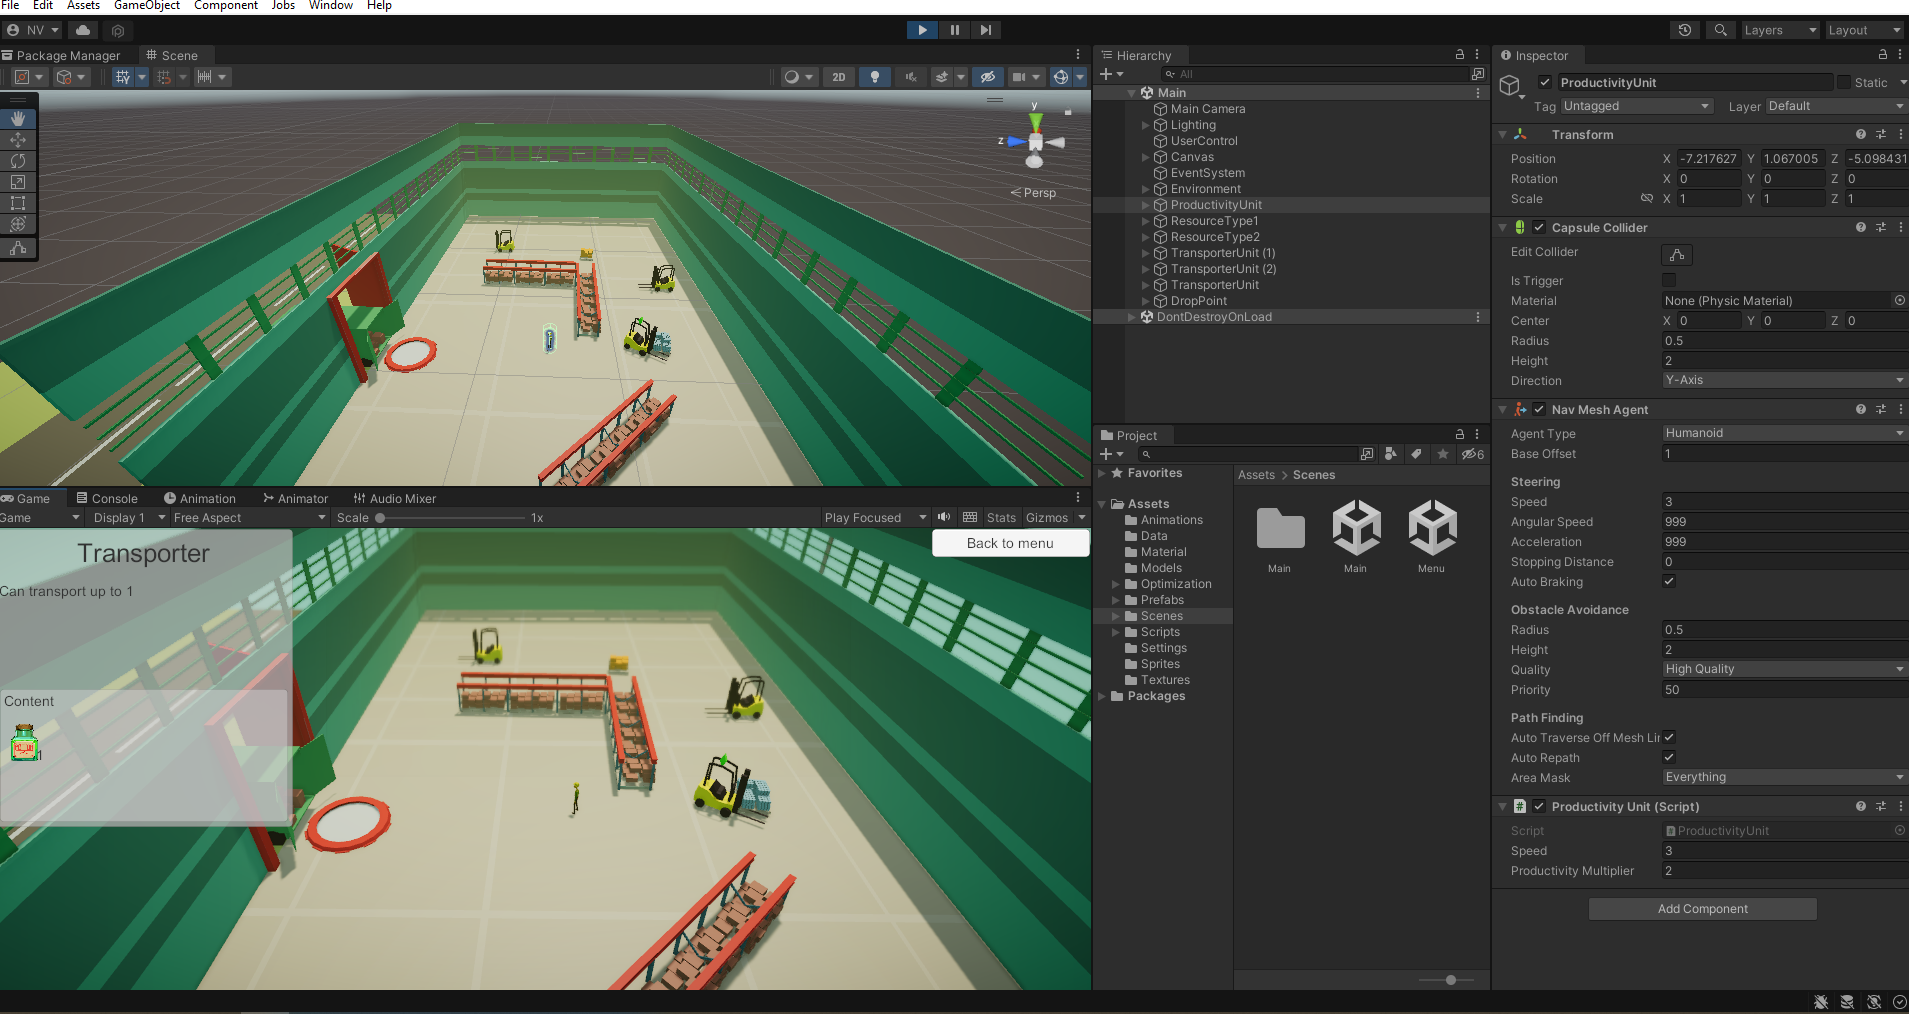 File Edit Assets GameObject Component Jobs Window Help
NV
Layers Layout
Package Manager Scene
2D
y
z
Persp
Game Console Animation Animator Audio Mixer
Game Display 1 Free Aspect Scale 1x Play Focused Stats Gizmos
Transporter
Can transport up to 1
Content
1
Back to menu
Hierarchy
All
Main
Main Camera
Lighting
UserControl
Canvas
EventSystem
Environment
ProductivityUnit
ResourceType1
ResourceType2
TransporterUnit (1)
TransporterUnit (2)
TransporterUnit
DropPoint
DontDestroyOnLoad
Project
6
Favorites
Assets
Animations
Data
Material
Models
Optimization
Prefabs
Scenes
Scripts
Settings
Sprites
Textures
Packages
Assets > Scenes
Main Main Menu
Inspector
ProductivityUnit Static
Tag Untagged Layer Default
Transform
Position X -7.217627 Y 1.067005 Z -5.098431
Rotation X 0 Y 0 Z 0
Scale X 1 Y 1 Z 1
Capsule Collider
Edit Collider
Is Trigger
Material None (Physic Material)
Center X 0 Y 0 Z 0
Radius 0.5
Height 2
Direction Y-Axis
Nav Mesh Agent
Agent Type Humanoid
Base Offset 1
Steering
Speed 3
Angular Speed 999
Acceleration 999
Stopping Distance 0
Auto Braking
Obstacle Avoidance
Radius 0.5
Height 2
Quality High Quality
Priority 50
Path Finding
Auto Traverse Off Mesh Lir
Auto Repath
Area Mask Everything
# Productivity Unit (Script)
Script ProductivityUnit
Speed 3
Productivity Multiplier 2
Add Component